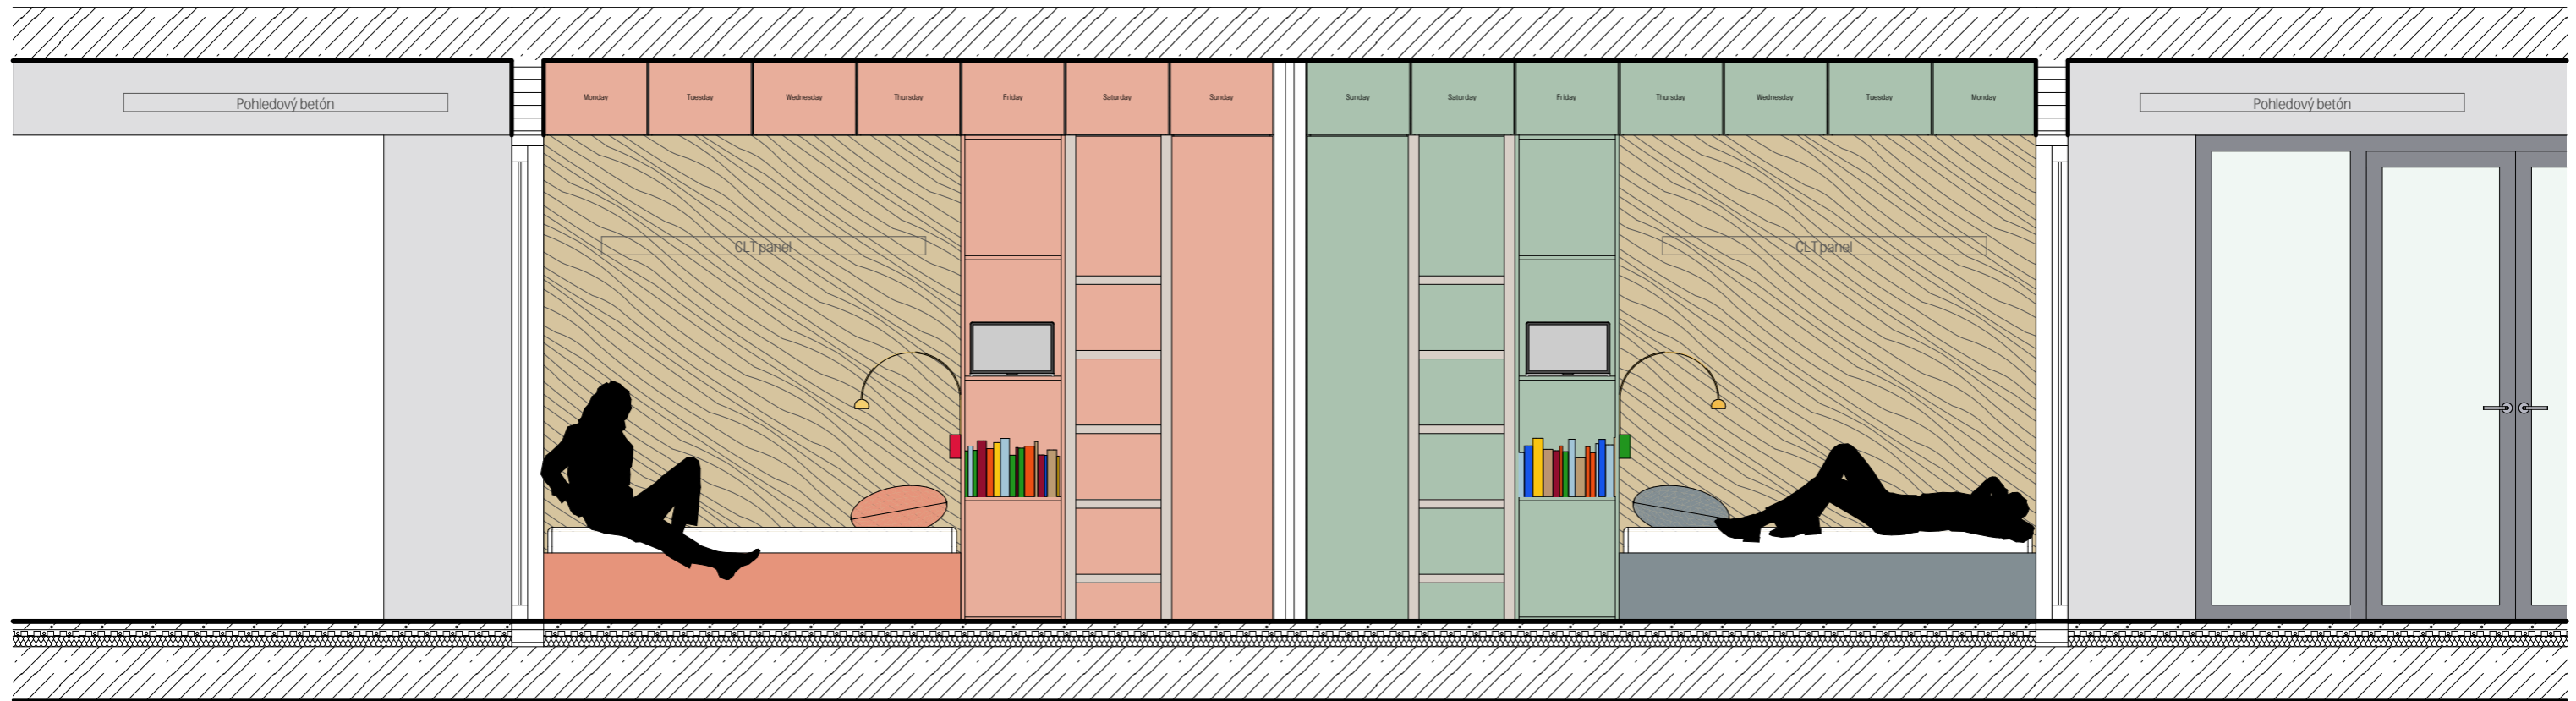 Pohledový betón
Monday
Tuesday
Wednesday
Thursday
Friday
Saturday
Sunday
Sunday
Saturday
Friday
Thursday
Wednesday
Tuesday
Monday
Pohledový betón
CLT panel
CLT panel